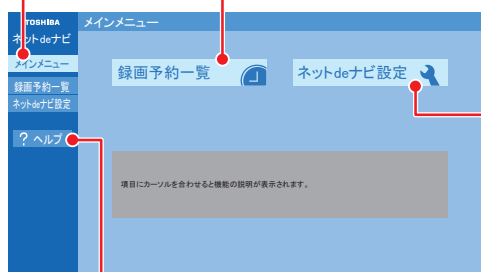 TOSHIBA
ネットdeナビ
メインメニュー
録画予約一覧
ネットdeナビ設定
? ヘルプ
メインメニュー
録画予約一覧
ネットdeナビ設定
項目にカーソルを合わせると機能の説明が表示されます。